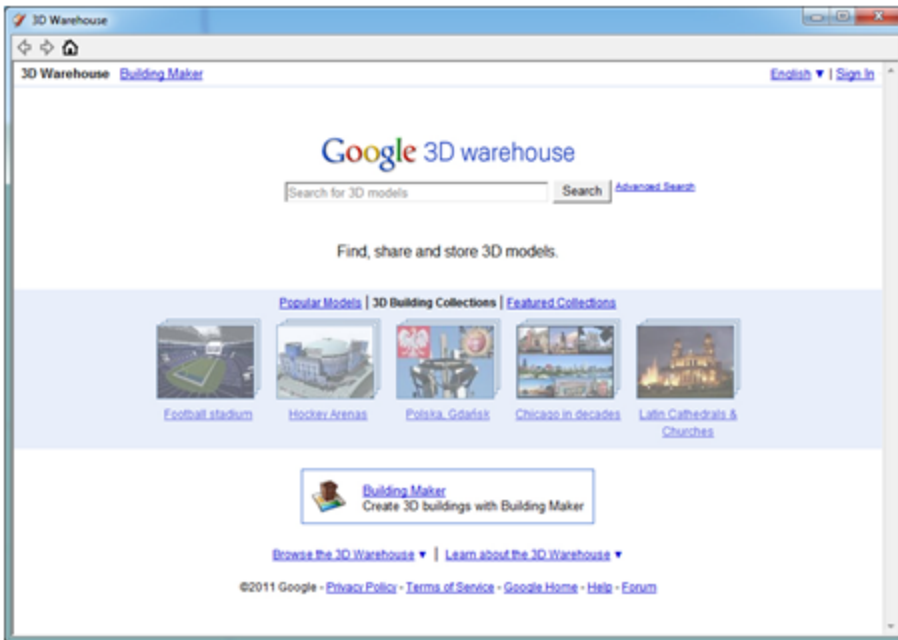 3D Warehouse
3D Warehouse Building Maker English ▼ | Sign In
Google 3D warehouse
Search for 3D models Search Advanced Search
Find, share and store 3D models.
Popular Models | 3D Building Collections | Featured Collections
Football stadium Hockey Arenas Polska, Gdańsk Chicago in decades Latin Cathedrals &
Churches
Building Maker
Create 3D buildings with Building Maker
Browse the 3D Warehouse ▼ | Learn about the 3D Warehouse ▼
©2011 Google - Privacy Policy - Terms of Service - Google Home - Help - Forum